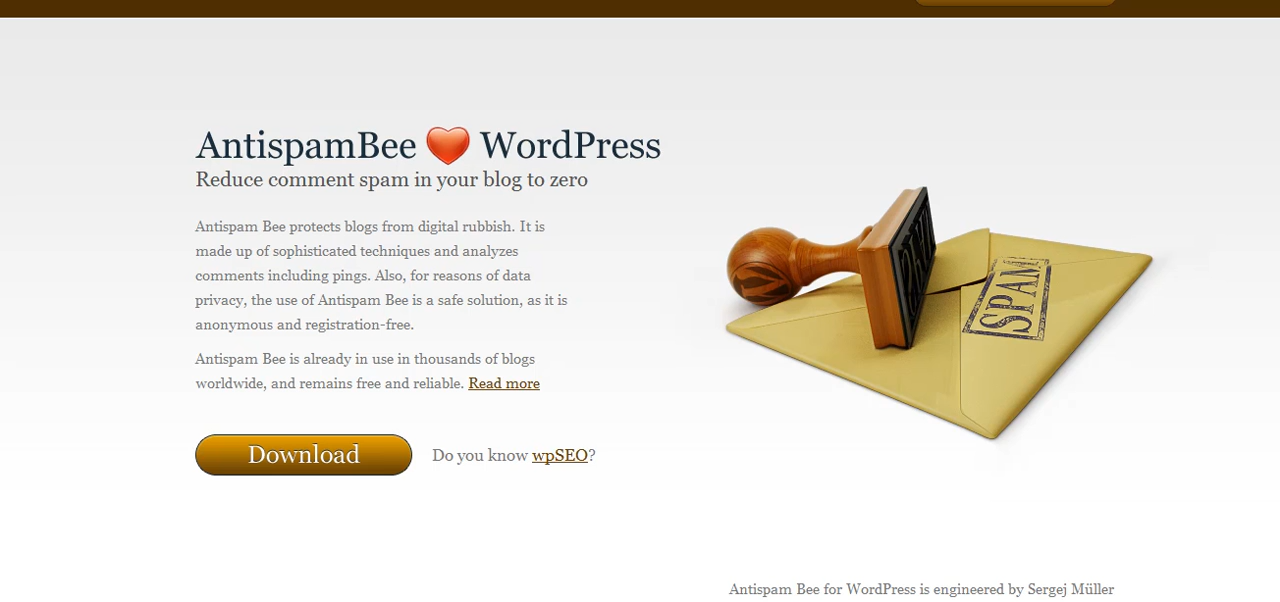 AntispamBee ❤ WordPress
Reduce comment spam in your blog to zero
Antispam Bee protects blogs from digital rubbish. It is
made up of sophisticated techniques and analyzes
comments including pings. Also, for reasons of data
privacy, the use of Antispam Bee is a safe solution, as it is
anonymous and registration-free.
Antispam Bee is already in use in thousands of blogs
worldwide, and remains free and reliable. Read more
Download
Do you know wpSEO?
SPAM
Antispam Bee for WordPress is engineered by Sergej Müller